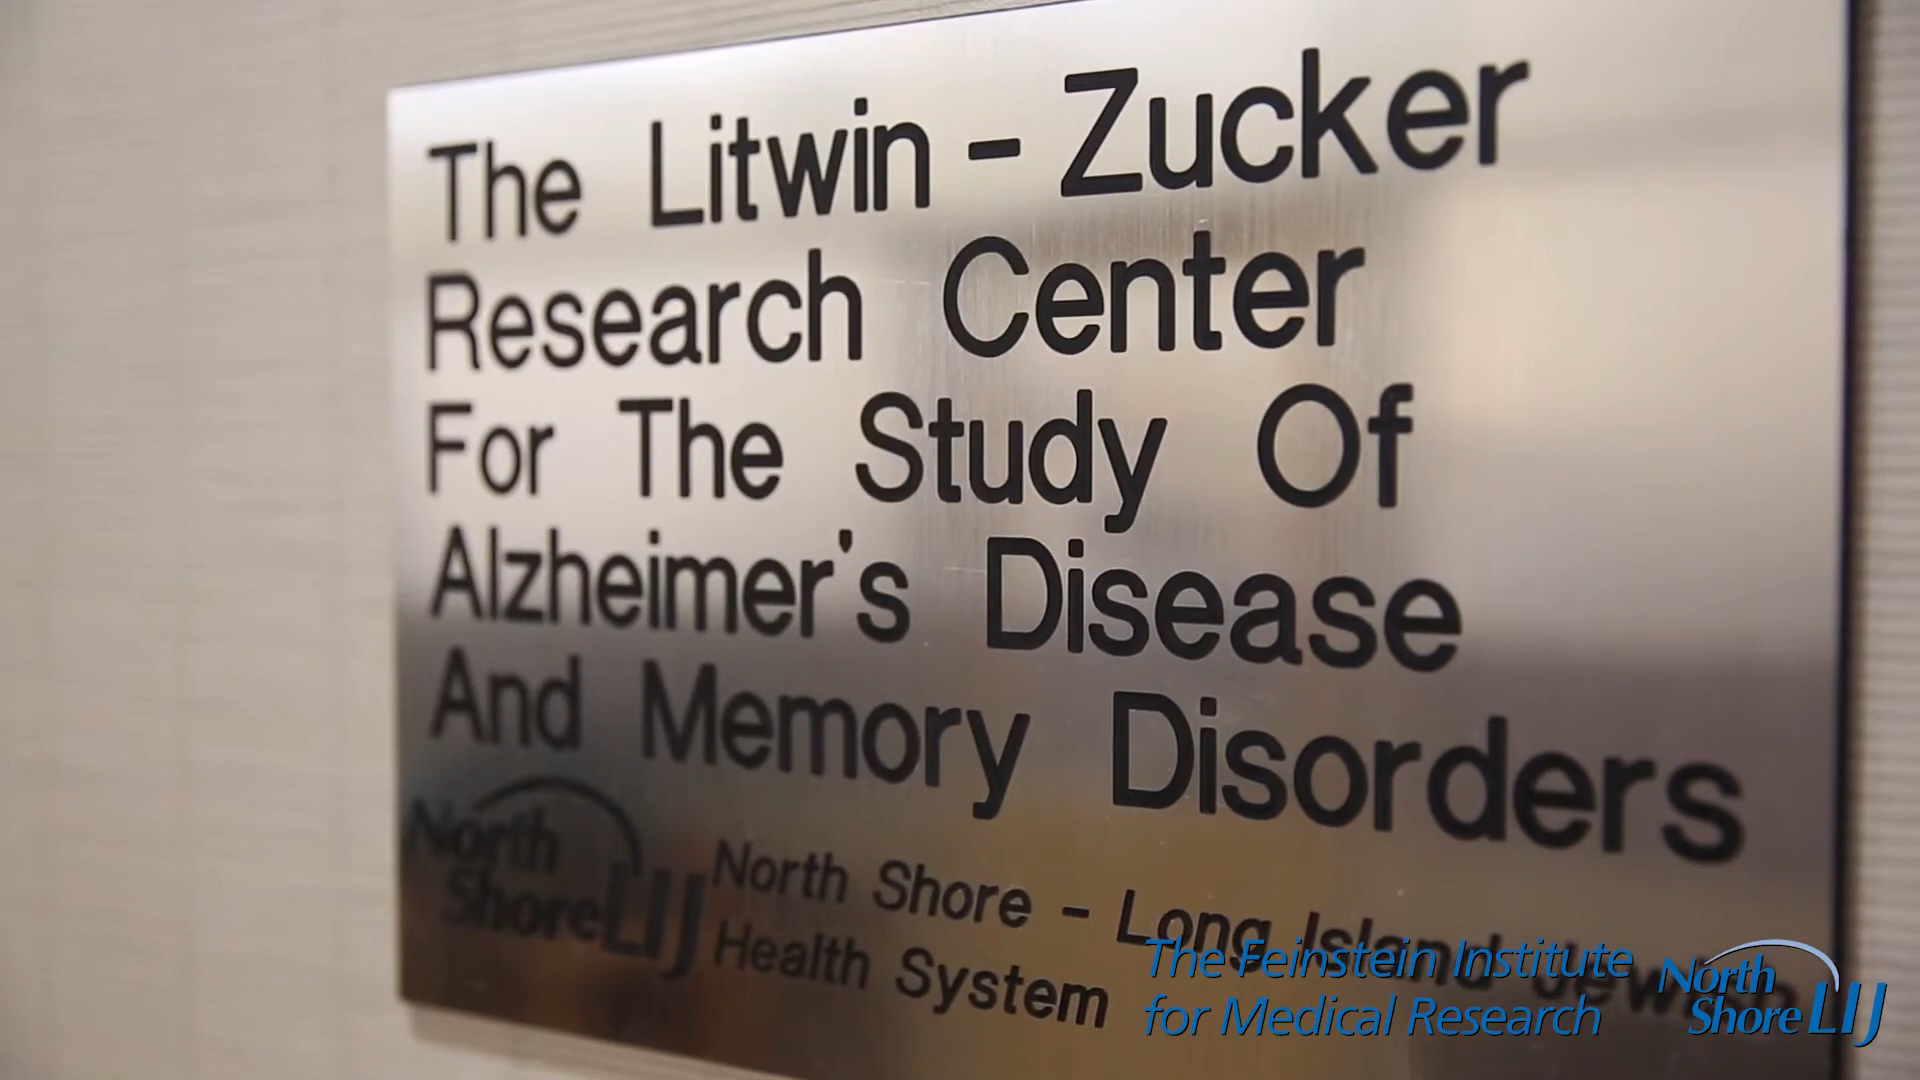 The Litwin - Zucker
Research Center
For The Study Of
Alzheimer's Disease
And Memory Disorders
North
Shore LIJ
North Shore - Long Island Jewish
Health System
The Feinstein Institute
for Medical Research
North
Shore LIJ